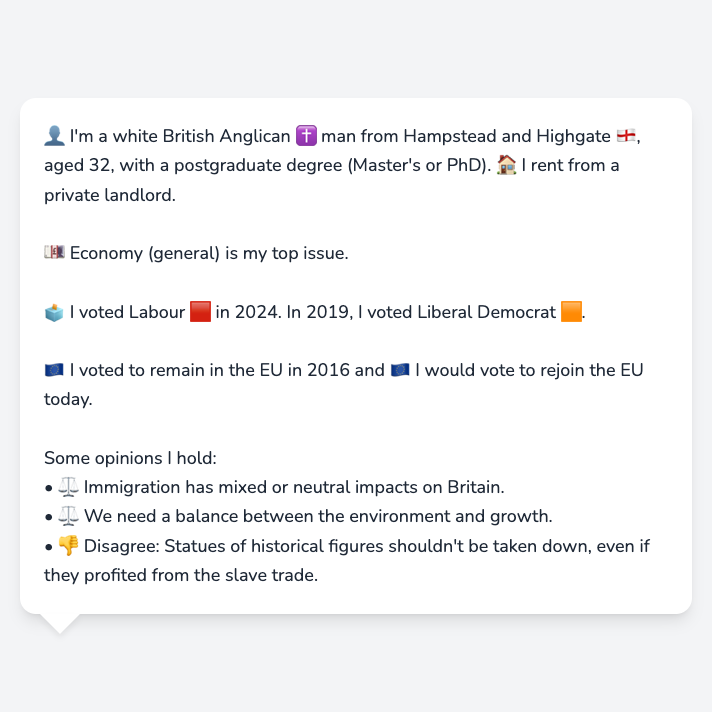 👤 I'm a white British Anglican ✝️ man from Hampstead and Highgate 🏴󠁧󠁢󠁥󠁮󠁧󠁿,
aged 32, with a postgraduate degree (Master's or PhD). 🏠 I rent from a
private landlord.
💷 Economy (general) is my top issue.
🗳️ I voted Labour 🟥 in 2024. In 2019, I voted Liberal Democrat 🟧.
🇪🇺 I voted to remain in the EU in 2016 and 🇪🇺 I would vote to rejoin the EU
today.
Some opinions I hold:
• ⚖️ Immigration has mixed or neutral impacts on Britain.
• ⚖️ We need a balance between the environment and growth.
• 👎 Disagree: Statues of historical figures shouldn't be taken down, even if
they profited from the slave trade.